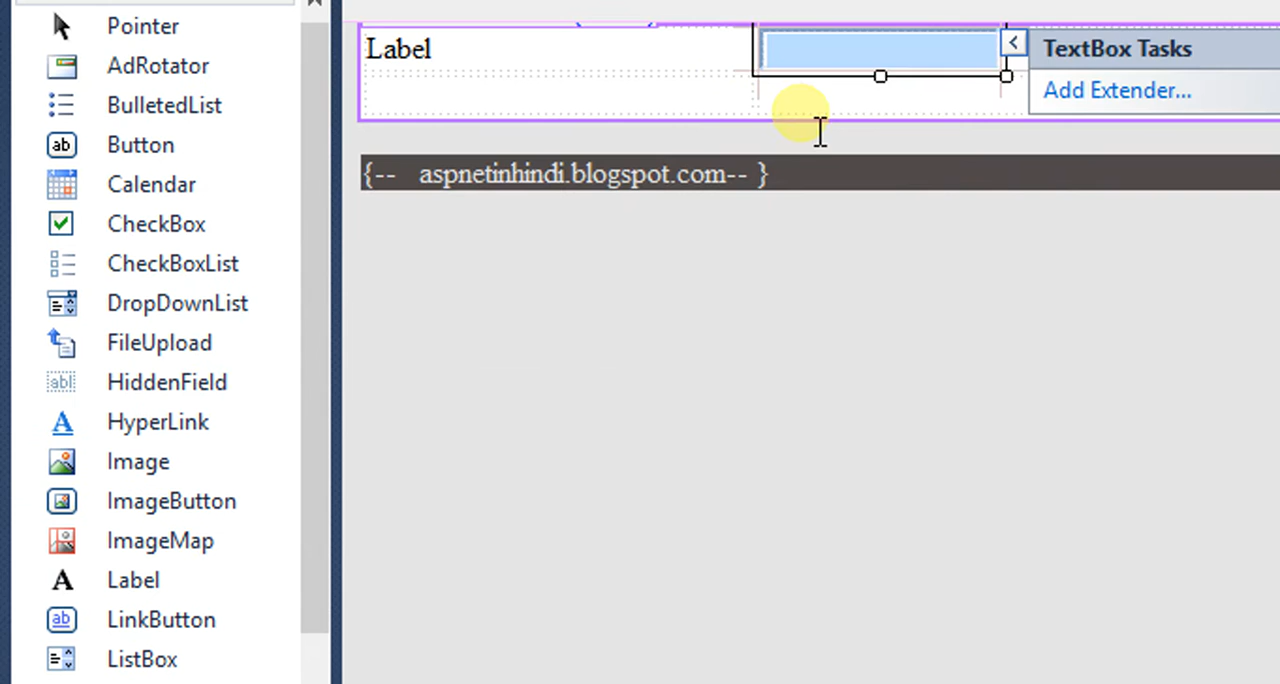 Pointer
AdRotator
BulletedList
Button
Calendar
CheckBox
CheckBoxList
DropDownList
FileUpload
HiddenField
HyperLink
Image
ImageButton
ImageMap
Label
LinkButton
ListBox
Label
TextBox Tasks
Add Extender...
{-- aspnetinhindi.blogspot.com-- }